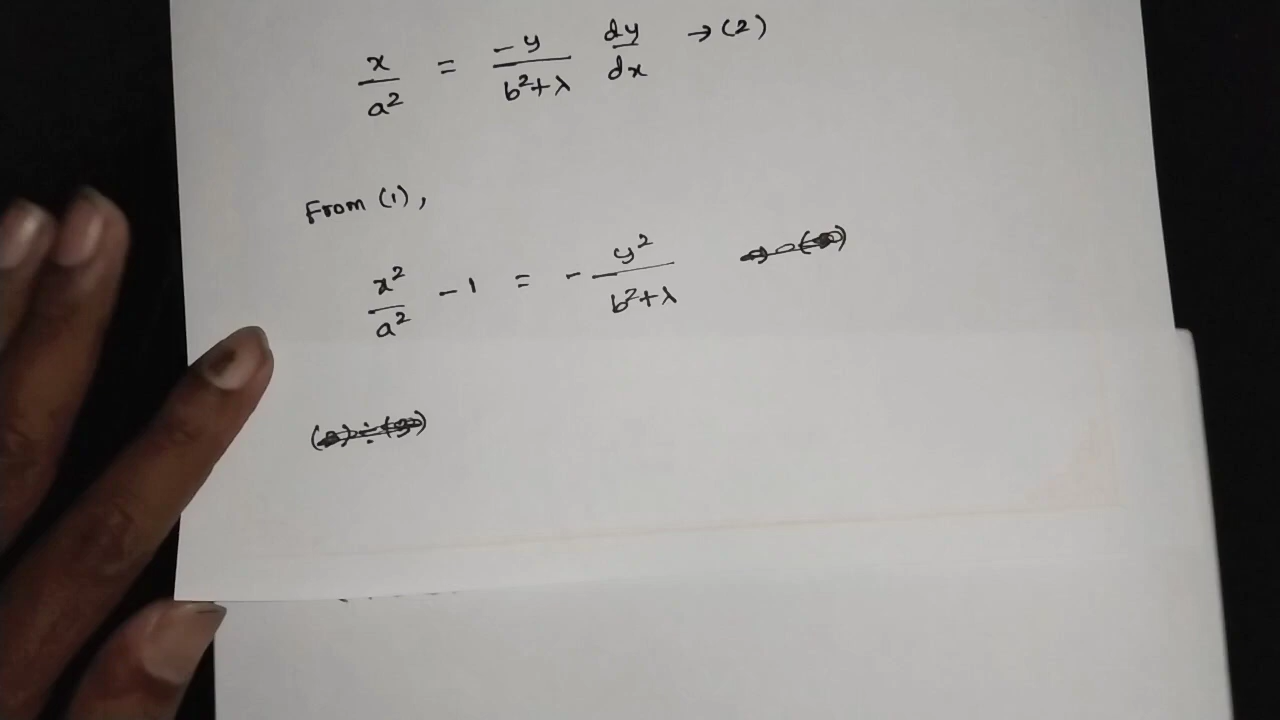 x/a² = -y/(b²+λ) dy/dx → (2)
From (1),
x²/a² - 1 = - y²/(b²+λ)